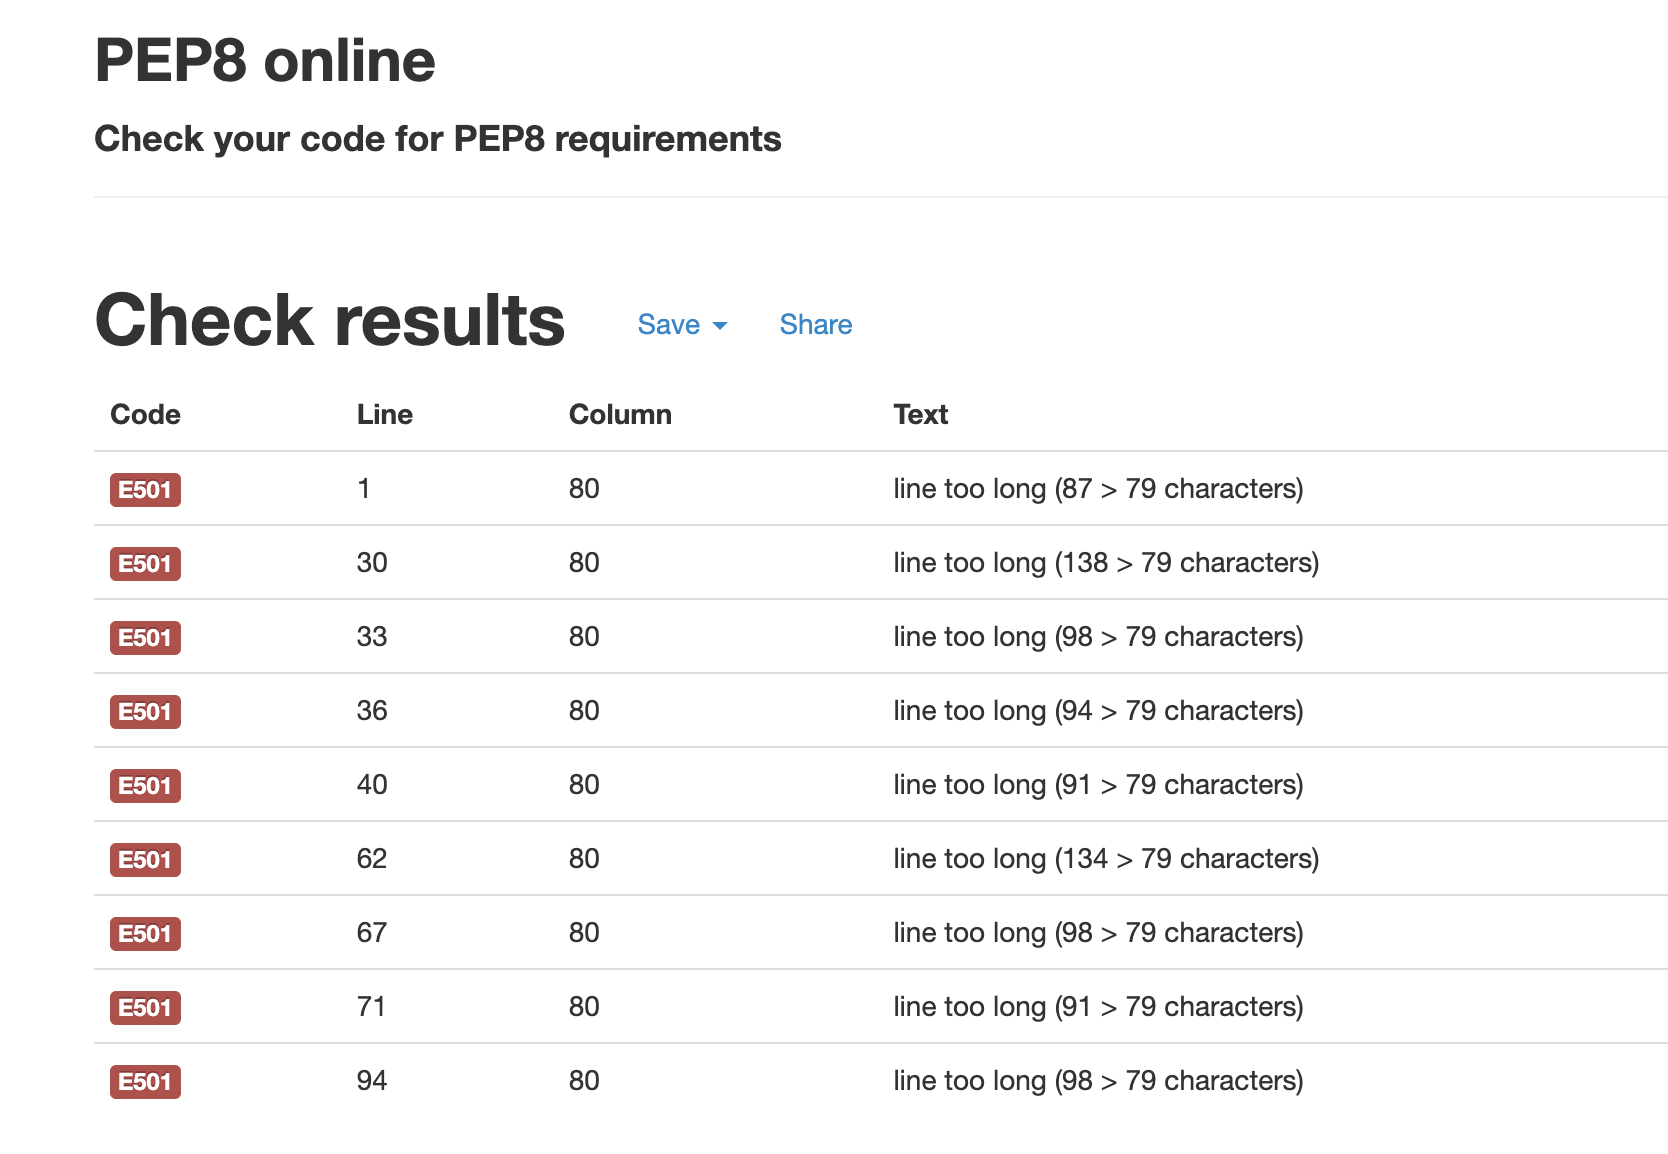 PEP8 online
Check your code for PEP8 requirements
Check results Save Share
Code Line Column Text
E501 1 80 line too long (87 > 79 characters)
E501 30 80 line too long (138 > 79 characters)
E501 33 80 line too long (98 > 79 characters)
E501 36 80 line too long (94 > 79 characters)
E501 40 80 line too long (91 > 79 characters)
E501 62 80 line too long (134 > 79 characters)
E501 67 80 line too long (98 > 79 characters)
E501 71 80 line too long (91 > 79 characters)
E501 94 80 line too long (98 > 79 characters)